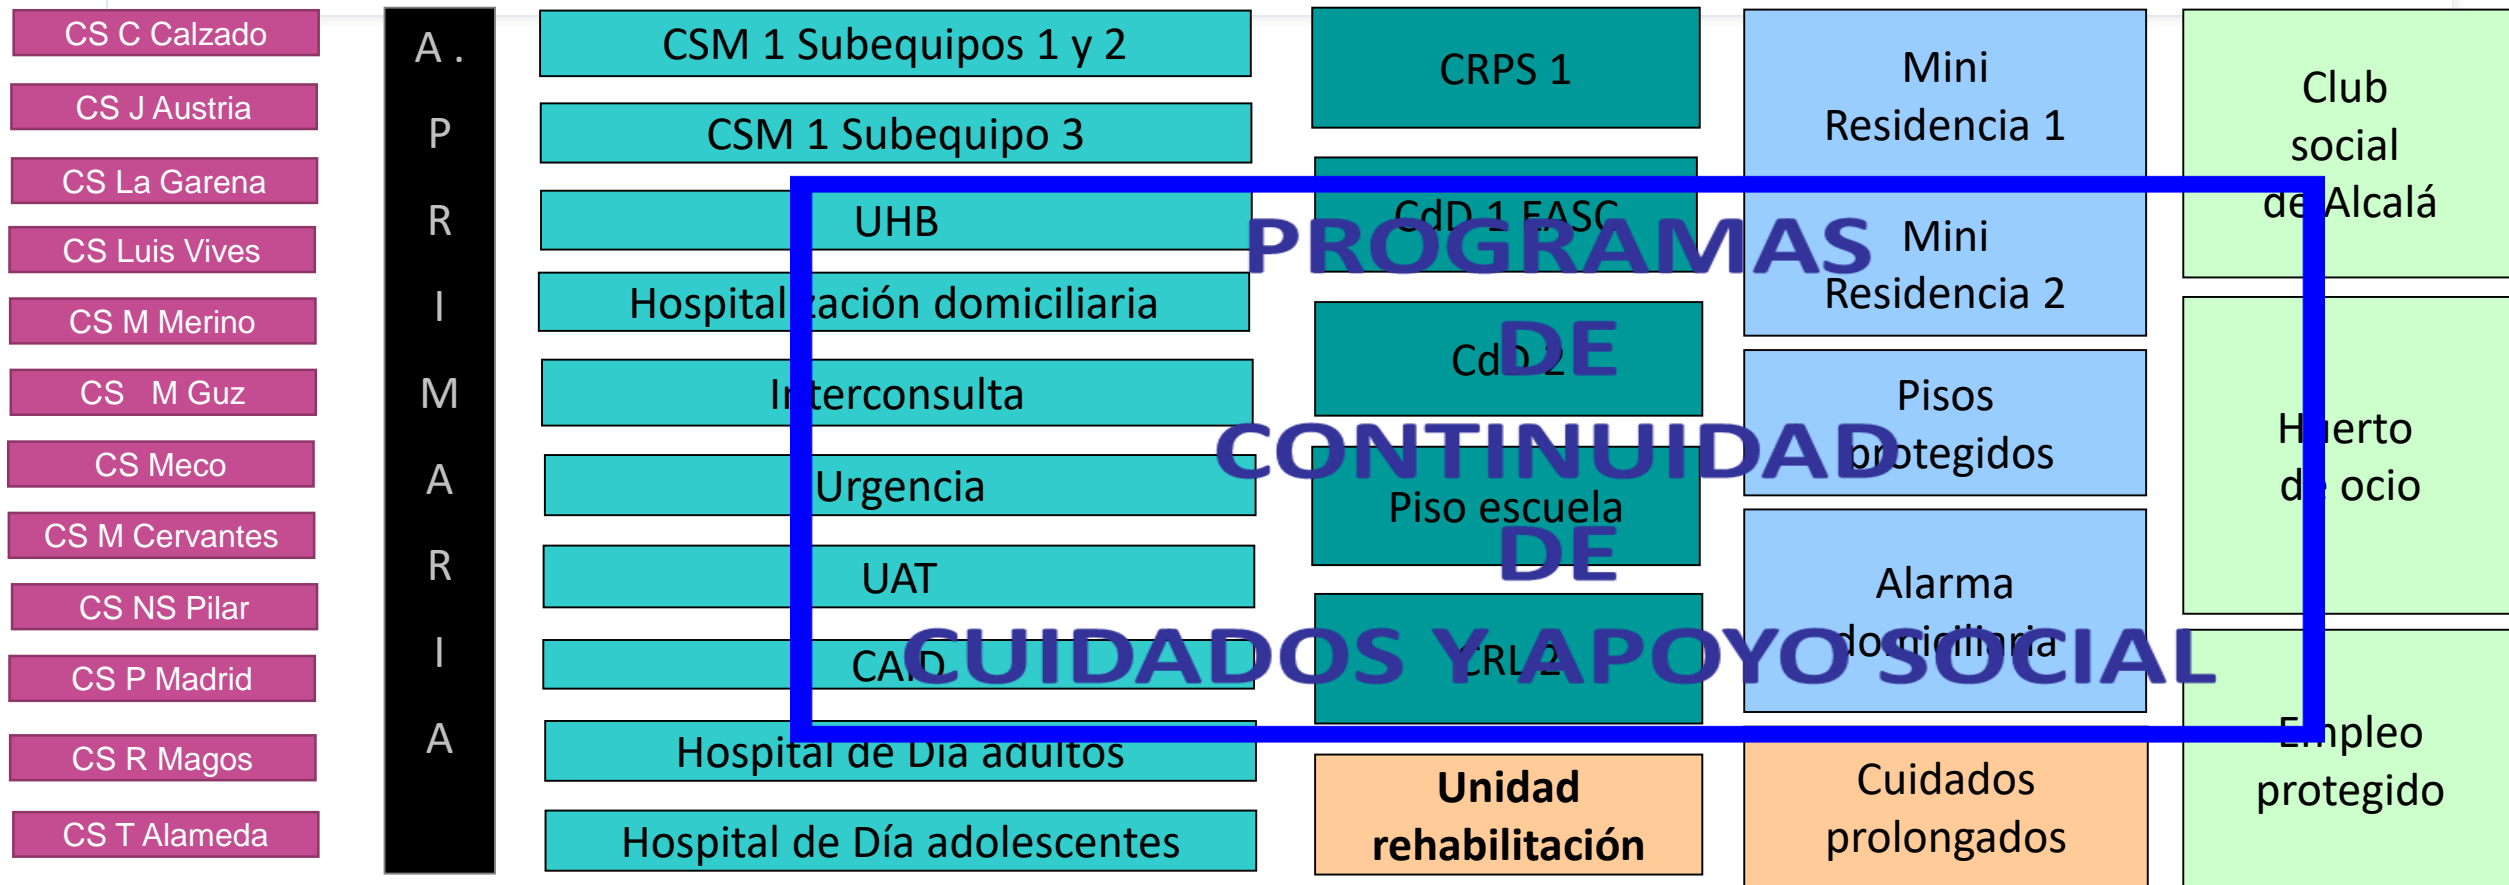 CS C Calzado
CS J Austria
CS La Garena
CS Luis Vives
CS M Merino
CS M Guz
CS Meco
CS M Cervantes
CS NS Pilar
CS P Madrid
CS R Magos
CS T Alameda
A .
P
R
I
M
A
R
I
A
CSM 1 Subequipos 1 y 2
CSM 1 Subequipo 3
UHB
Hospitalización domiciliaria
Interconsulta
Urgencia
UAT
CAID
Hospital de Día adultos
Hospital de Día adolescentes
CRPS 1
CdD 1 EASC
CdD 2
Piso escuela
CRL 2
Unidad
rehabilitación
Mini
Residencia 1
Mini
Residencia 2
Pisos
protegidos
Alarma
domiciliaria
Cuidados
prolongados
Club
social
de Alcalá
Huerto
de ocio
Empleo
protegido
PROGRAMAS
DE
CONTINUIDAD
DE
CUIDADOS Y APOYO SOCIAL